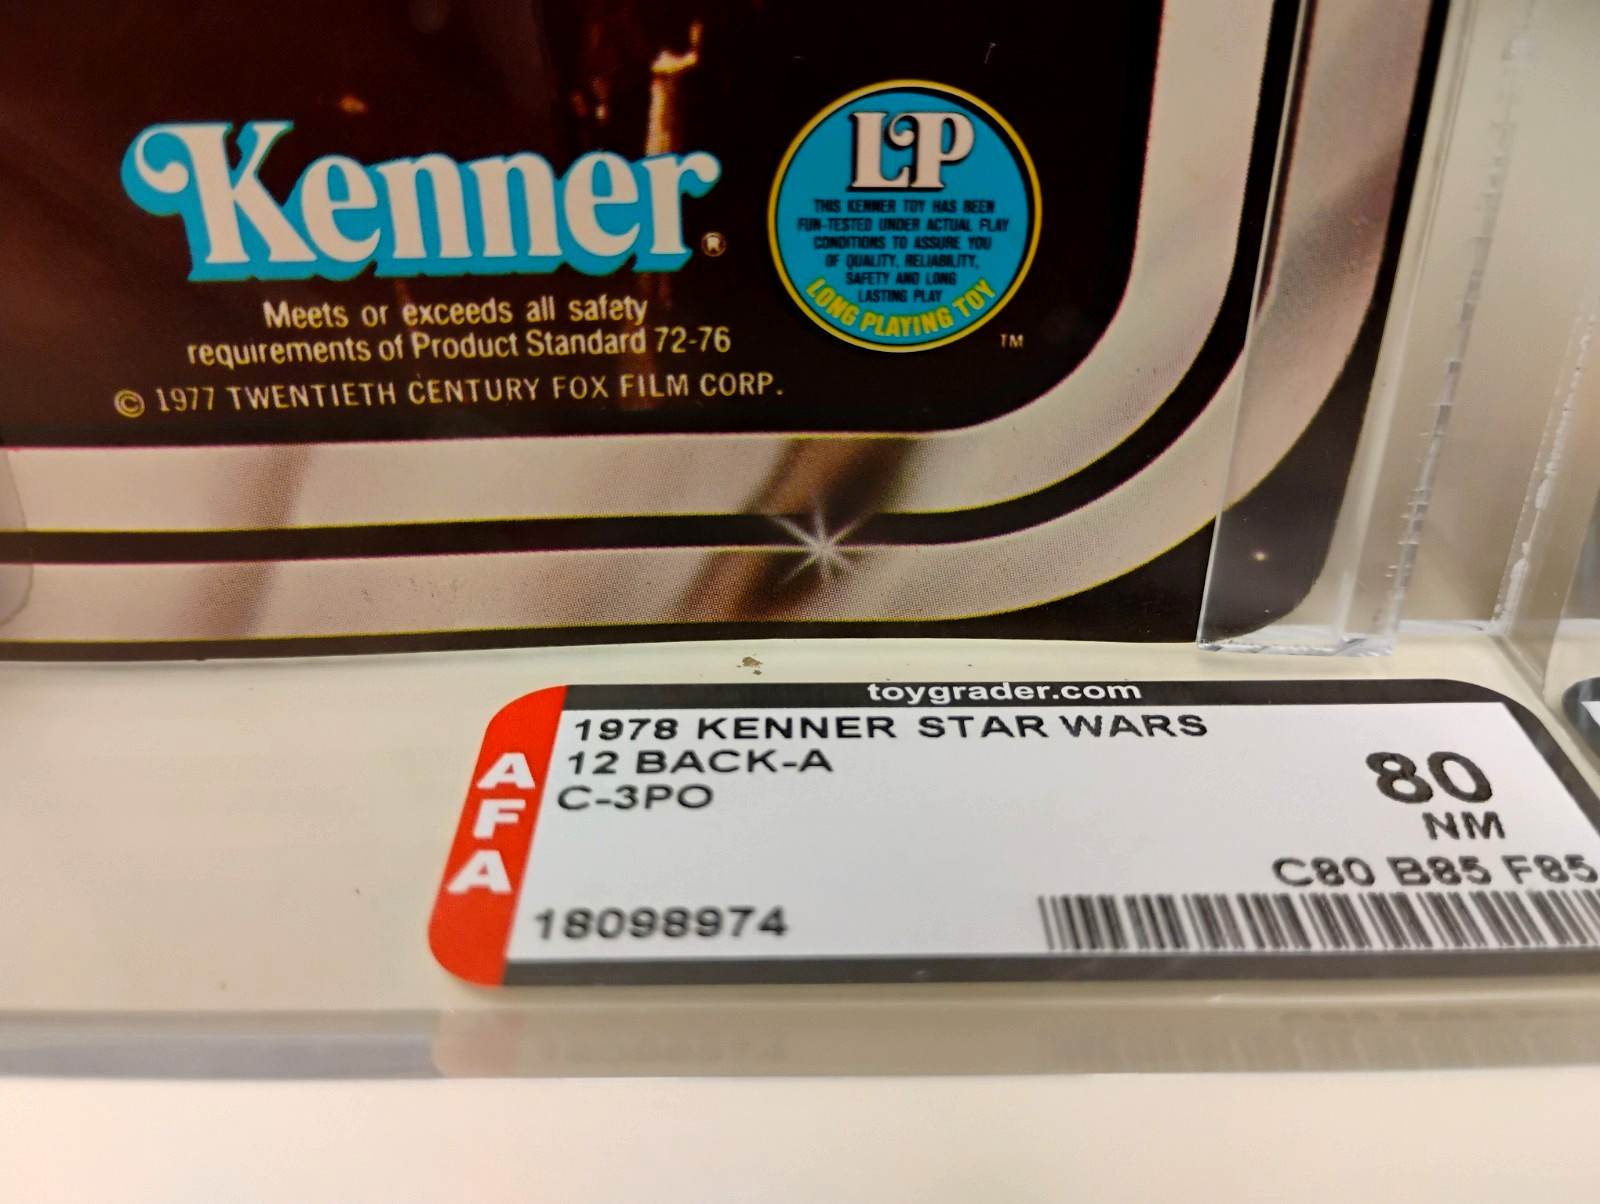 Kenner®
Meets or exceeds all safety
requirements of Product Standard 72-76
© 1977 TWENTIETH CENTURY FOX FILM CORP.
LP
THIS KENNER TOY HAS BEEN
FUN-TESTED UNDER ACTUAL PLAY
CONDITIONS TO ASSURE YOU
OF QUALITY, RELIABILITY,
SAFETY AND LONG
LASTING PLAY
LONG PLAYING TOY
TM
toygrader.com
AFA
1978 KENNER STAR WARS
12 BACK-A
C-3PO
80
NM
C80 B85 F85
18098974